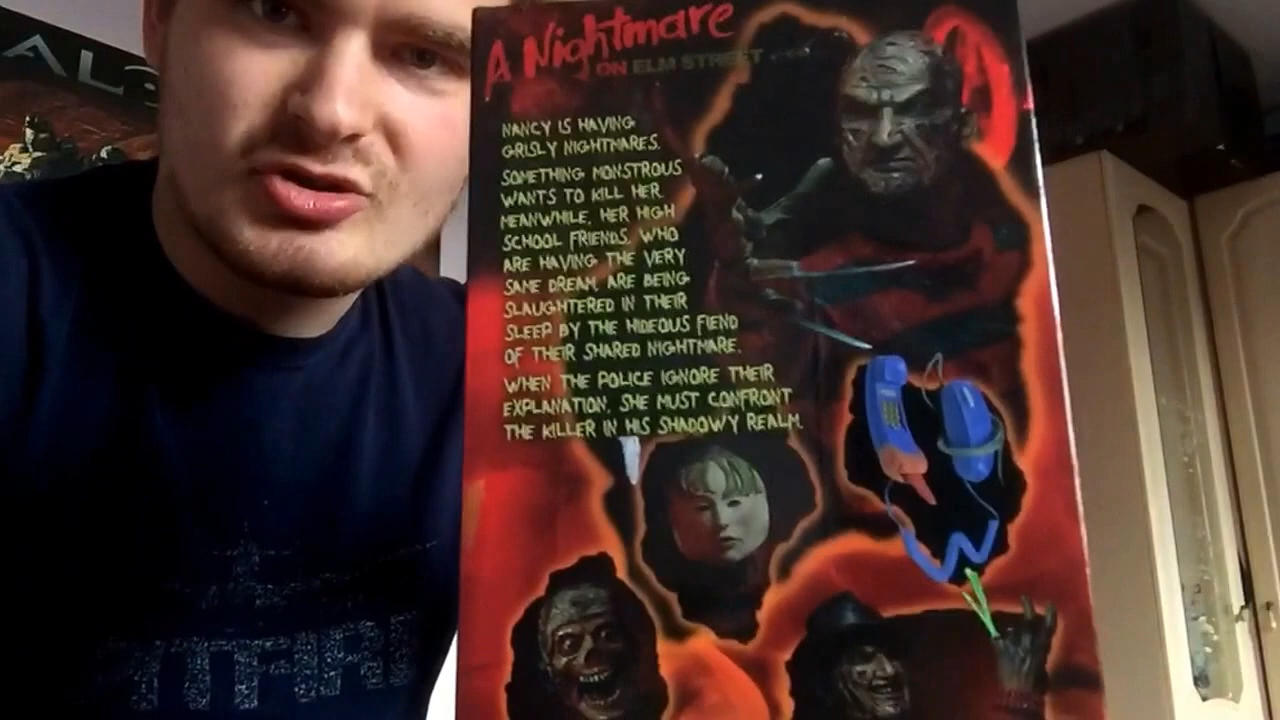 HALO
A Nightmare
ON ELM STREET
NANCY IS HAVING
GRISLY NIGHTMARES.
SOMETHING MONSTROUS
WANTS TO KILL HER.
MEANWHILE, HER HIGH
SCHOOL FRIENDS, WHO
ARE HAVING THE VERY
SAME DREAM, ARE BEING
SLAUGHTERED IN THEIR
SLEEP BY THE HIDEOUS FIEND
OF THEIR SHARED NIGHTMARE.
WHEN THE POLICE IGNORE THEIR
EXPLANATION, SHE MUST CONFRONT
THE KILLER IN HIS SHADOWY REALM.